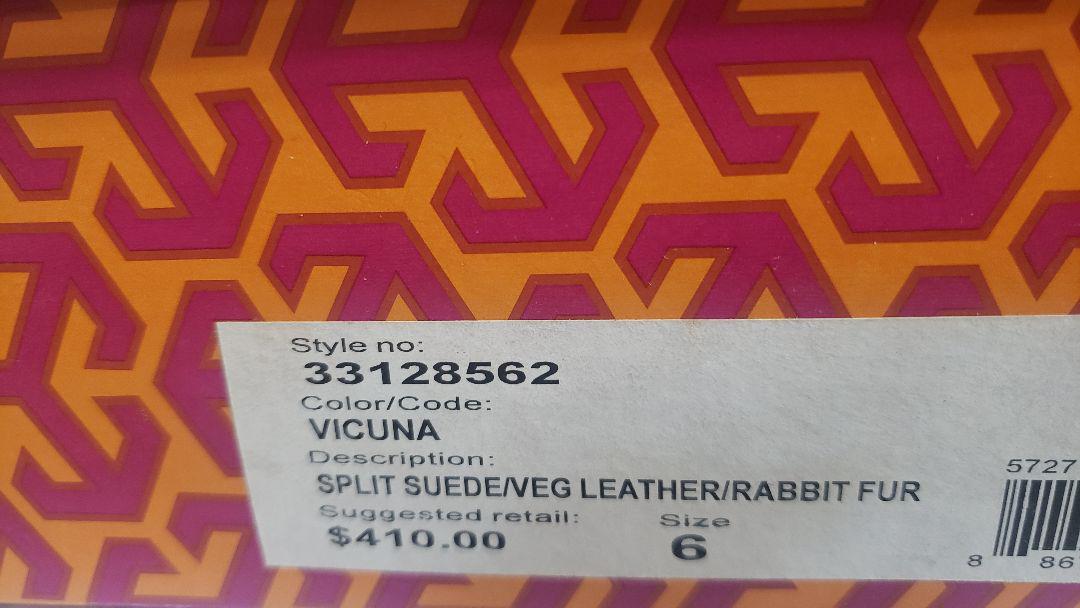 Style no:
33128562
Color/Code:
VICUNA
Description:
SPLIT SUEDE/VEG LEATHER/RABBIT FUR
Suggested retail: Size
$410.00 6
5727
8 86